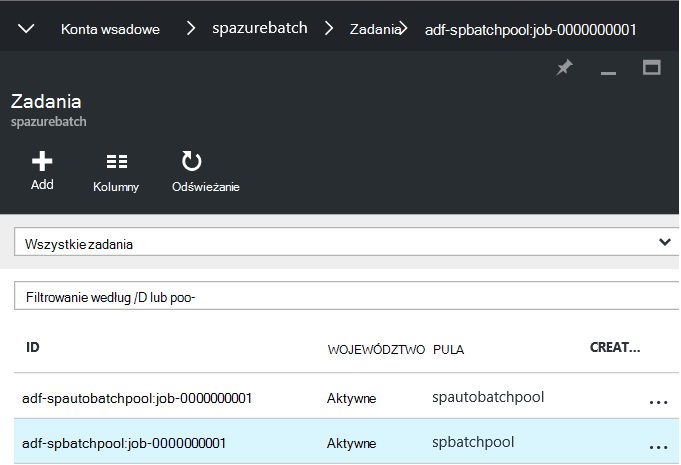 Konta wsadowe spazurebatch Zadania adf-spbatchpool:job-0000000001
Zadania
spazurebatch
Add Kolumny Odświeżanie
Wszystkie zadania
Filtrowanie według /D lub poo-
ID WOJEWÓDZTWO PULA CREAT...
adf-spautobatchpool:job-0000000001 Aktywne spautobatchpool ...
adf-spbatchpool:job-0000000001 Aktywne spbatchpool ...